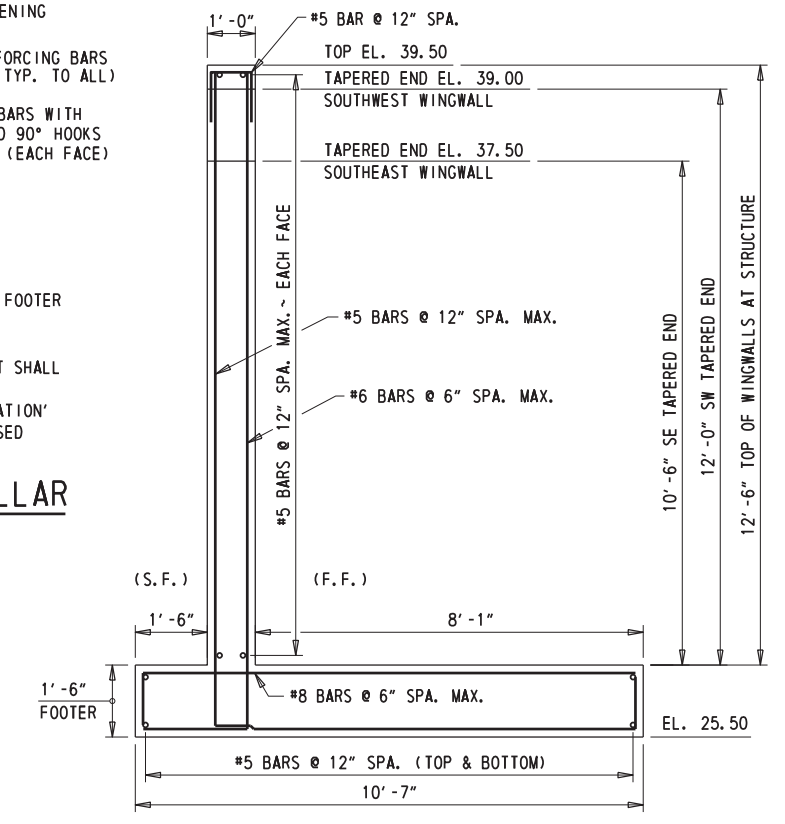 ENING
FORCING BARS
TYP. TO ALL)
BARS WITH
90° HOOKS
(EACH FACE)
FOOTER
SHALL
ATION'
SED
LLAR
1'-0"
#5 BAR @ 12" SPA.
TOP EL. 39.50
TAPERED END EL. 39.00
SOUTHWEST WINGWALL
TAPERED END EL. 37.50
SOUTHEAST WINGWALL
#5 BARS @ 12" SPA. MAX. ~ EACH FACE
#5 BARS @ 12" SPA. MAX.
#6 BARS @ 6" SPA. MAX.
10'-6" SE TAPERED END
12'-0" SW TAPERED END
12'-6" TOP OF WINGWALLS AT STRUCTURE
(S.F.)
(F.F.)
1'-6"
8'-1"
1'-6"
FOOTER
#8 BARS @ 6" SPA. MAX.
EL. 25.50
#5 BARS @ 12" SPA. (TOP & BOTTOM)
10'-7"